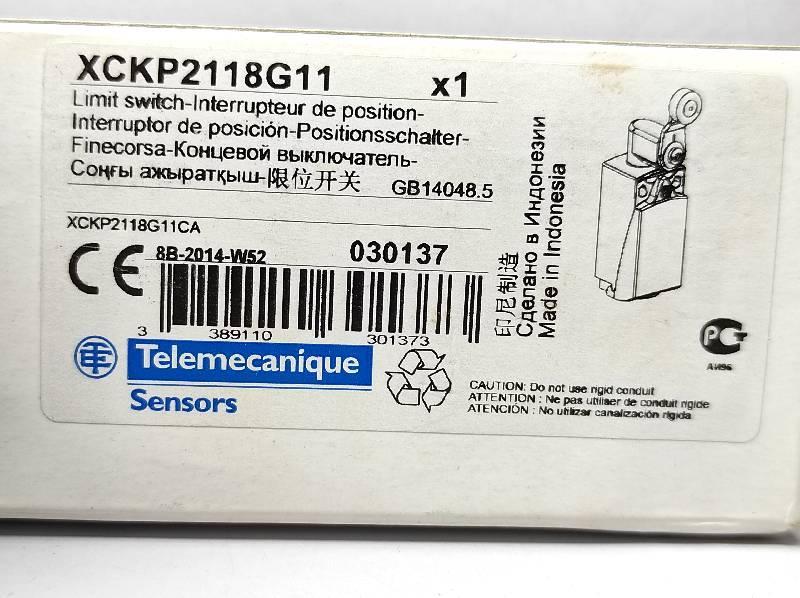 XCKP2118G11 x1
Limit switch-Interrupteur de position-
Interruptor de posición-Positionsschalter-
Finecorsa-Концевой выключатель-
Соңғы ажыратқыш-限位开关 GB14048.5
XCKP2118G11CA
CE
8B-2014-W52 030137
3 389110 301373
Telemecanique
Sensors
印尼制造
Сделано в Индонезии
Made in Indonesia
РСТ
АИ96
CAUTION: Do not use rigid conduit
ATTENTION : Ne pas utiliser de conduit rigide
ATENCIÓN : No utilizar canalización rígida